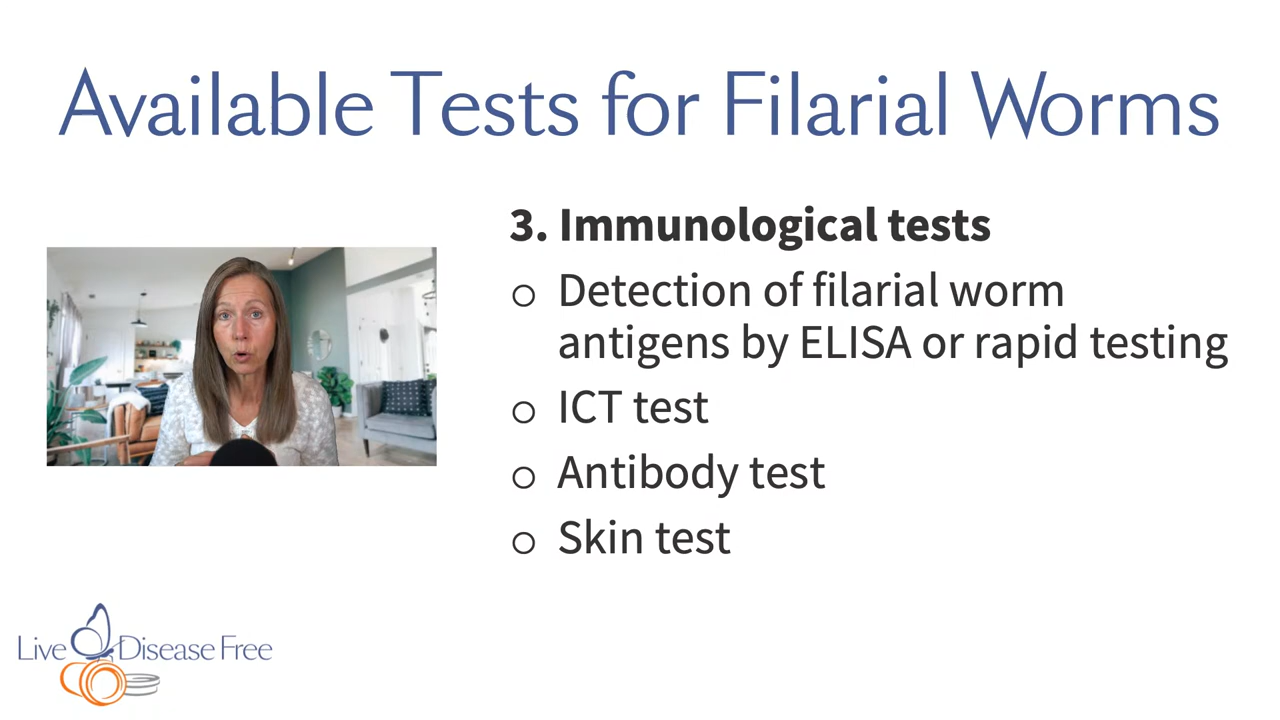 Available Tests for Filarial Worms
3. Immunological tests
○ Detection of filarial worm
antigens by ELISA or rapid testing
○ ICT test
○ Antibody test
○ Skin test
Live Disease Free